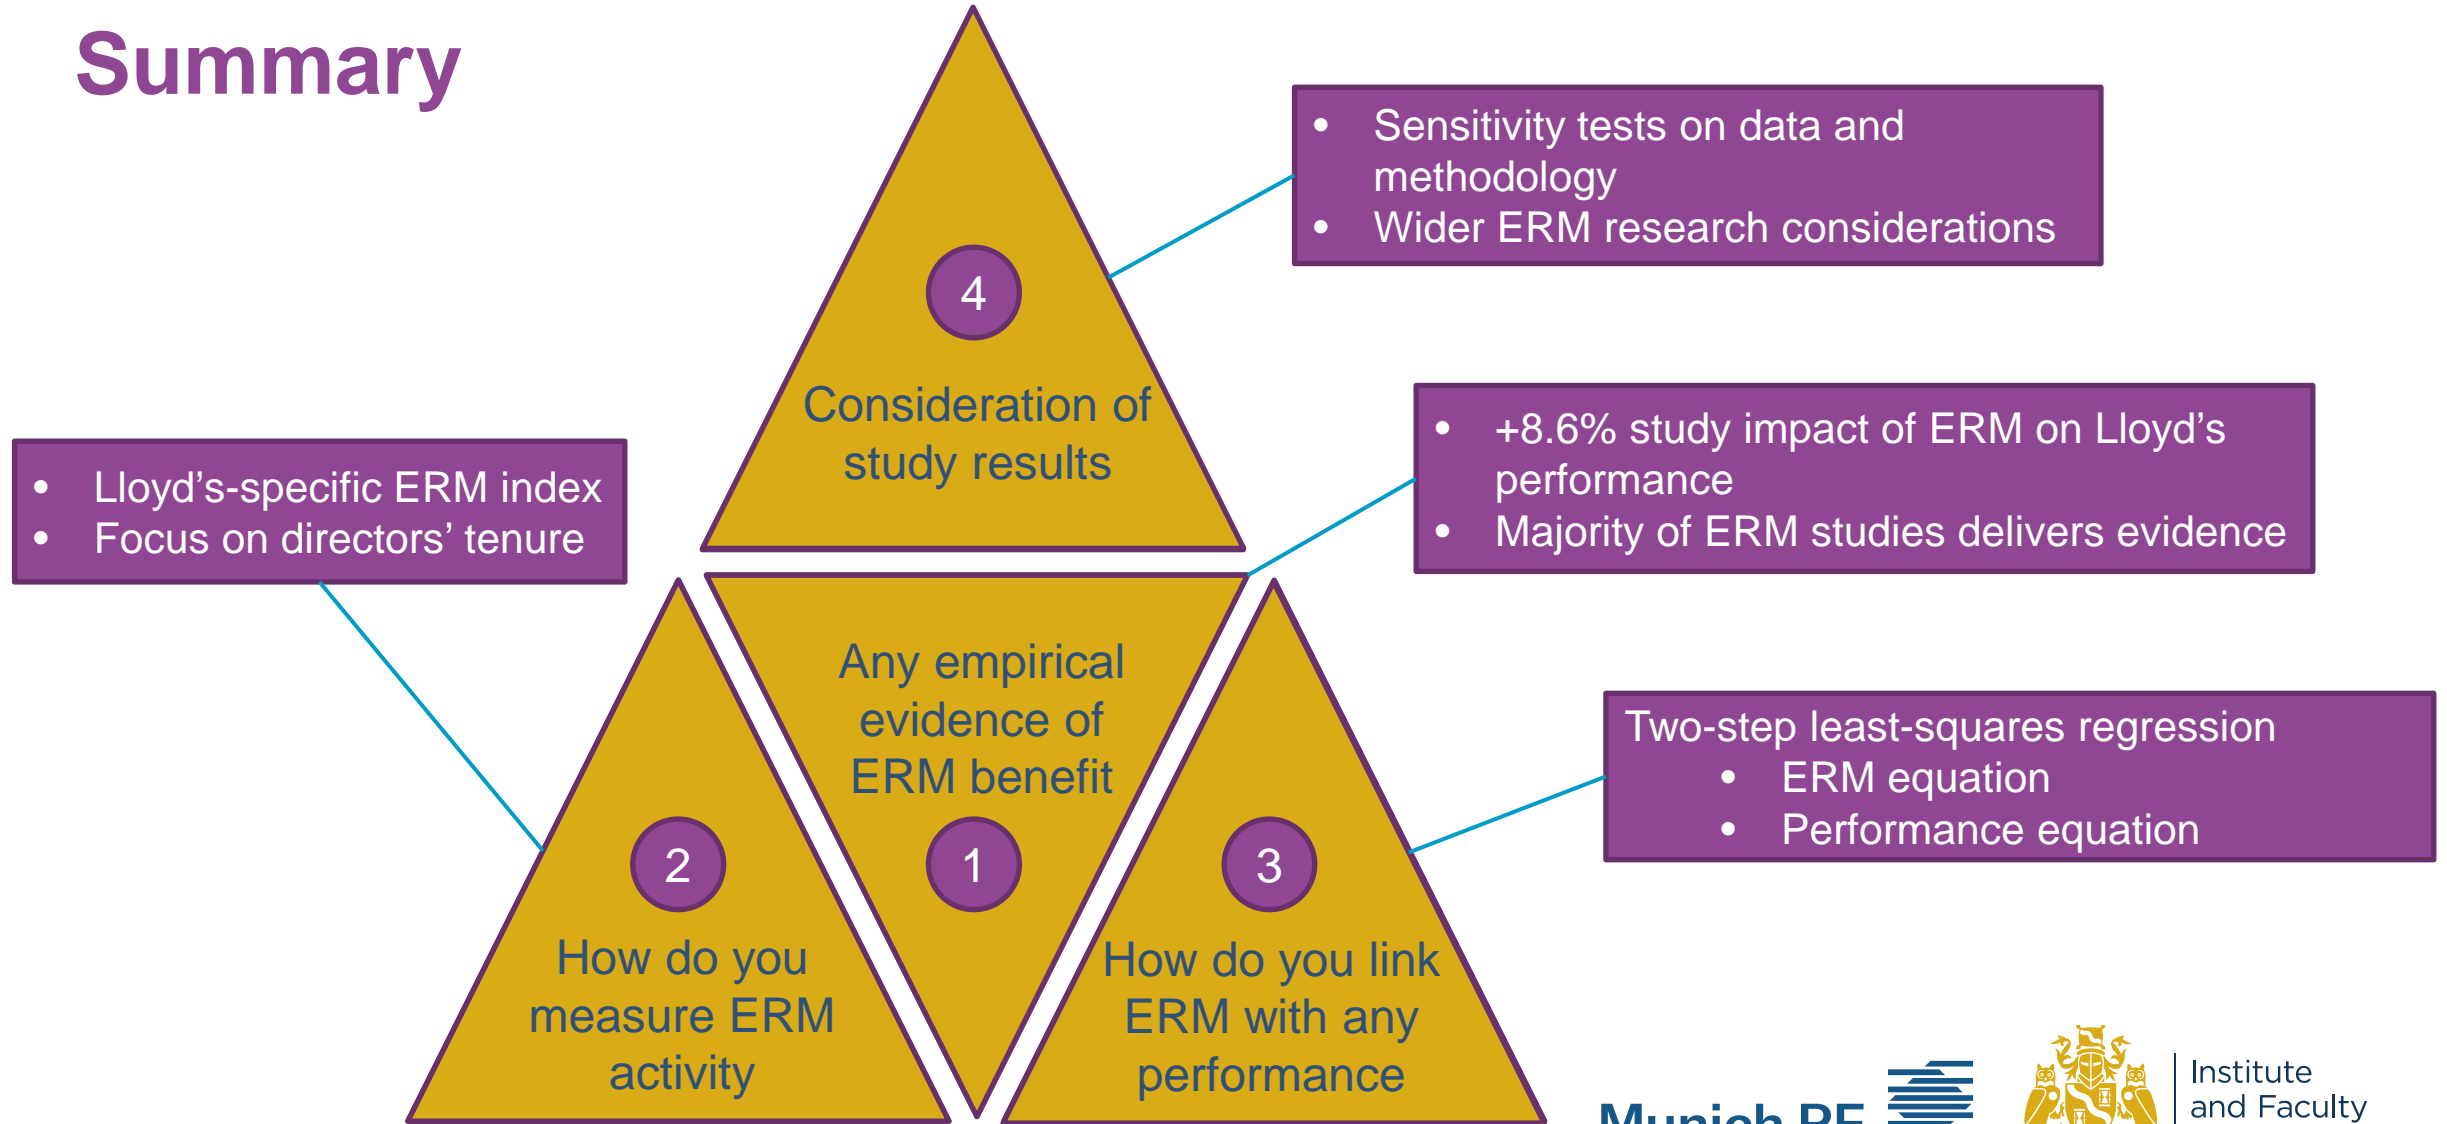 Summary
• Sensitivity tests on data and
methodology
• Wider ERM research considerations
4
Consideration of
study results
• +8.6% study impact of ERM on Lloyd's
performance
• Majority of ERM studies delivers evidence
• Lloyd's-specific ERM index
• Focus on directors' tenure
Any empirical
evidence of
ERM benefit
1
Two-step least-squares regression
• ERM equation
• Performance equation
2
How do you
measure ERM
activity
3
How do you link
ERM with any
performance
Munich RE
Institute
and Faculty